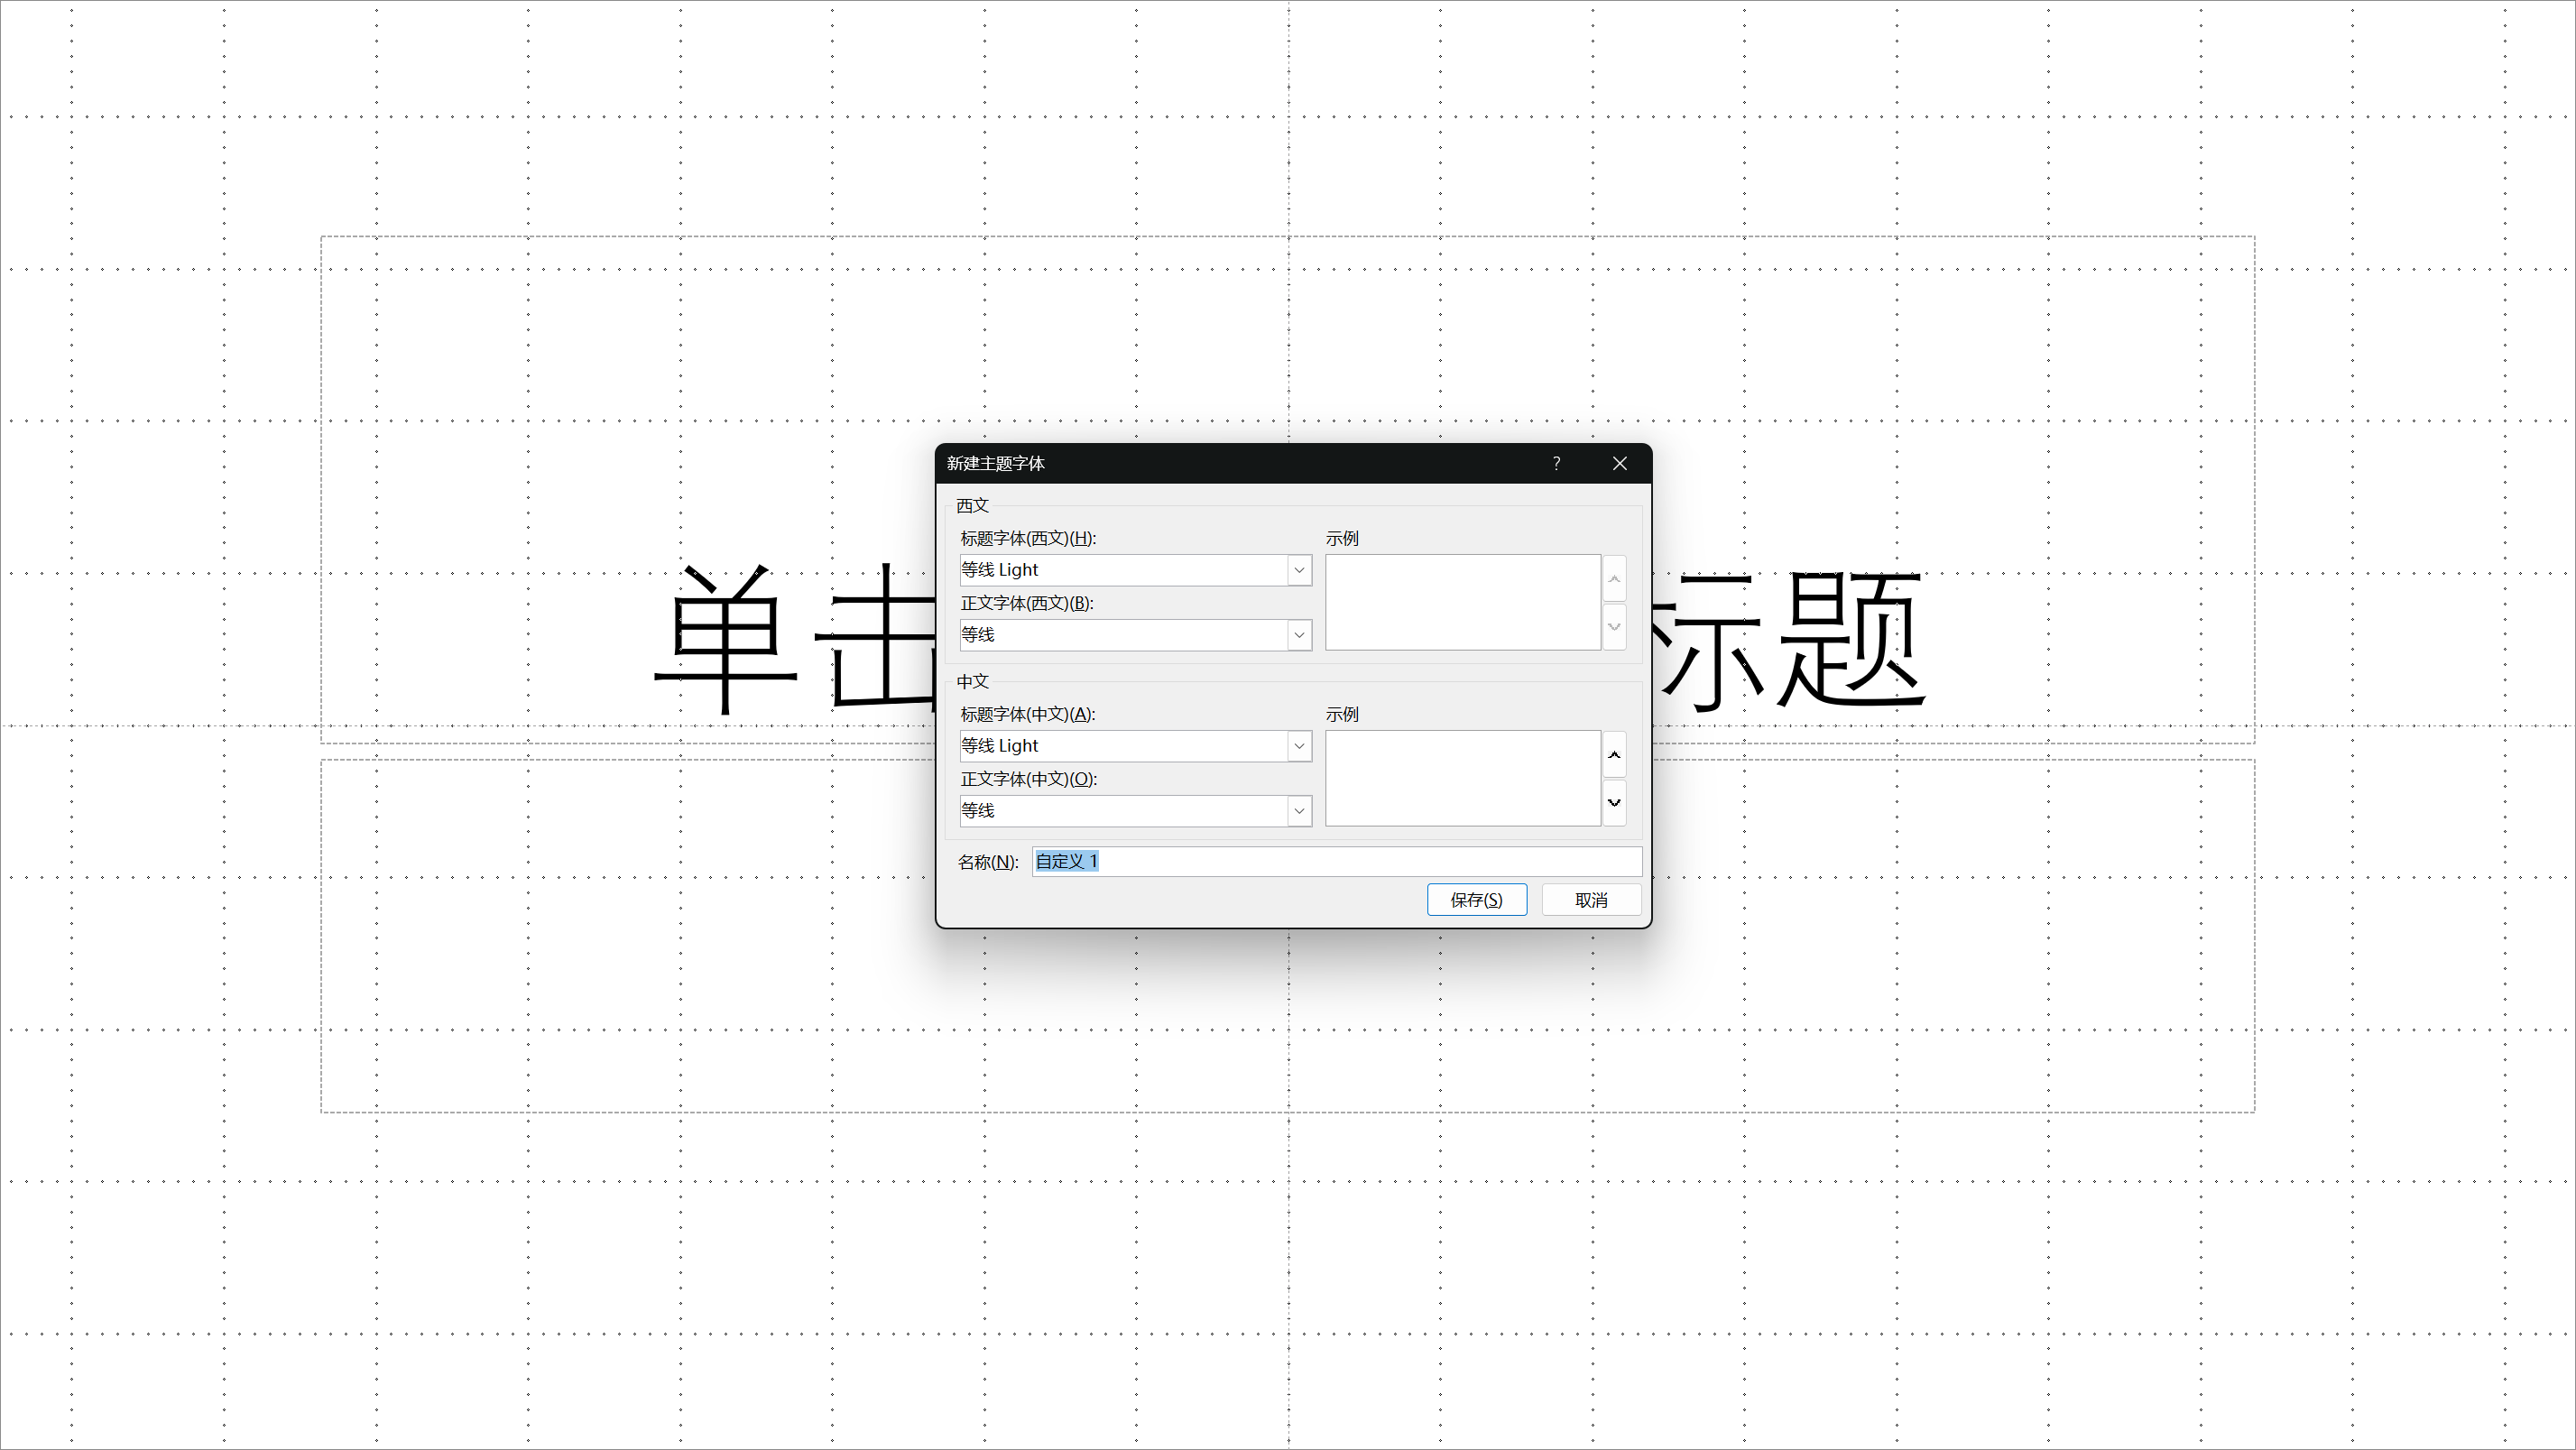 新建主题字体
西文
标题字体(西文)(H): 示例
等线 Light
正文字体(西文)(B):
等线
中文
标题字体(中文)(A): 示例
等线 Light
正文字体(中文)(O):
等线
名称(N): 自定义 1
保存(S) 取消
单击
标题